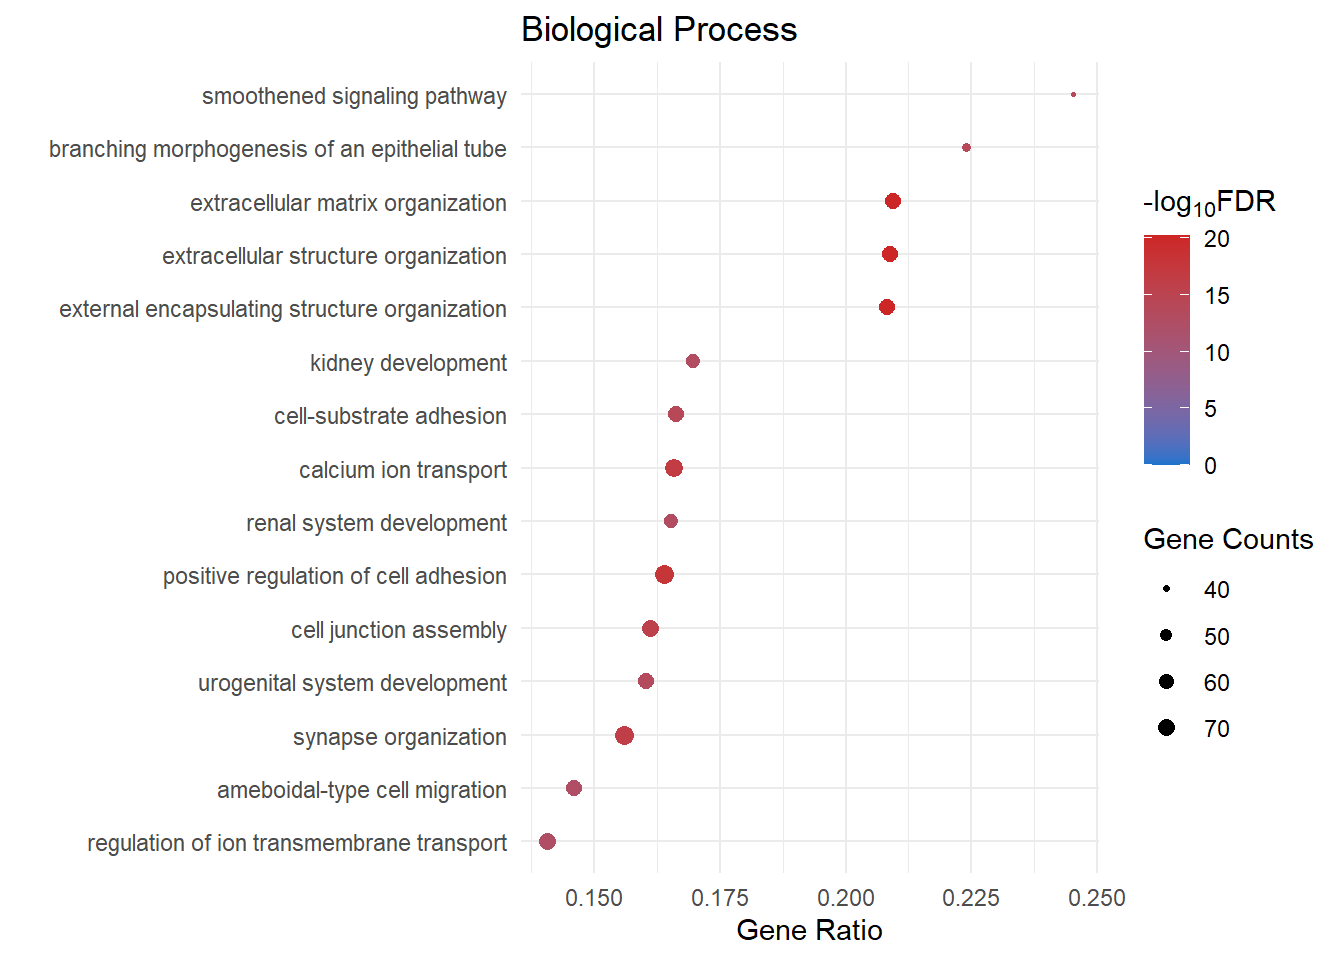 Biological Process
smoothened signaling pathway
branching morphogenesis of an epithelial tube
extracellular matrix organization
extracellular structure organization
external encapsulating structure organization
kidney development
cell-substrate adhesion
calcium ion transport
renal system development
positive regulation of cell adhesion
cell junction assembly
urogenital system development
synapse organization
ameboidal-type cell migration
regulation of ion transmembrane transport
0.150 0.175 0.200 0.225 0.250
Gene Ratio
-log₁₀FDR
20
15
10
5
0
Gene Counts
40
50
60
70